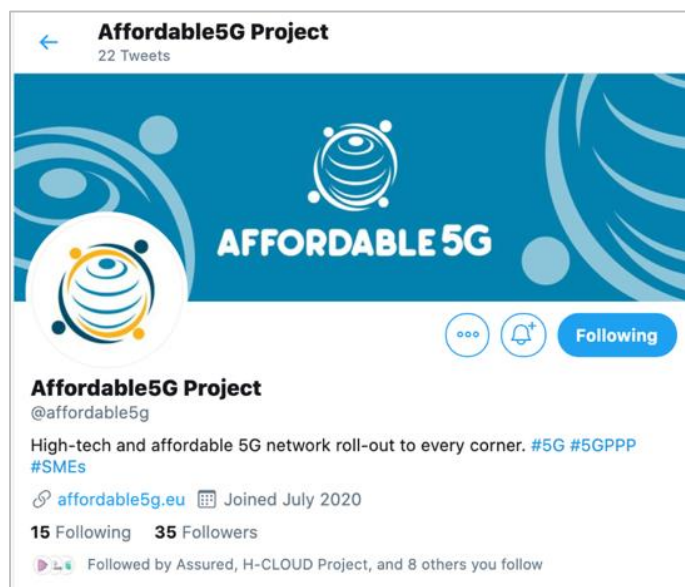 Affordable5G Project
22 Tweets
AFFORDABLE 5G
Following
Affordable5G Project
@affordable5g
High-tech and affordable 5G network roll-out to every corner. #5G #5GPPP
#SMEs
affordable5g.eu Joined July 2020
15 Following 35 Followers
Followed by Assured, H-CLOUD Project, and 8 others you follow